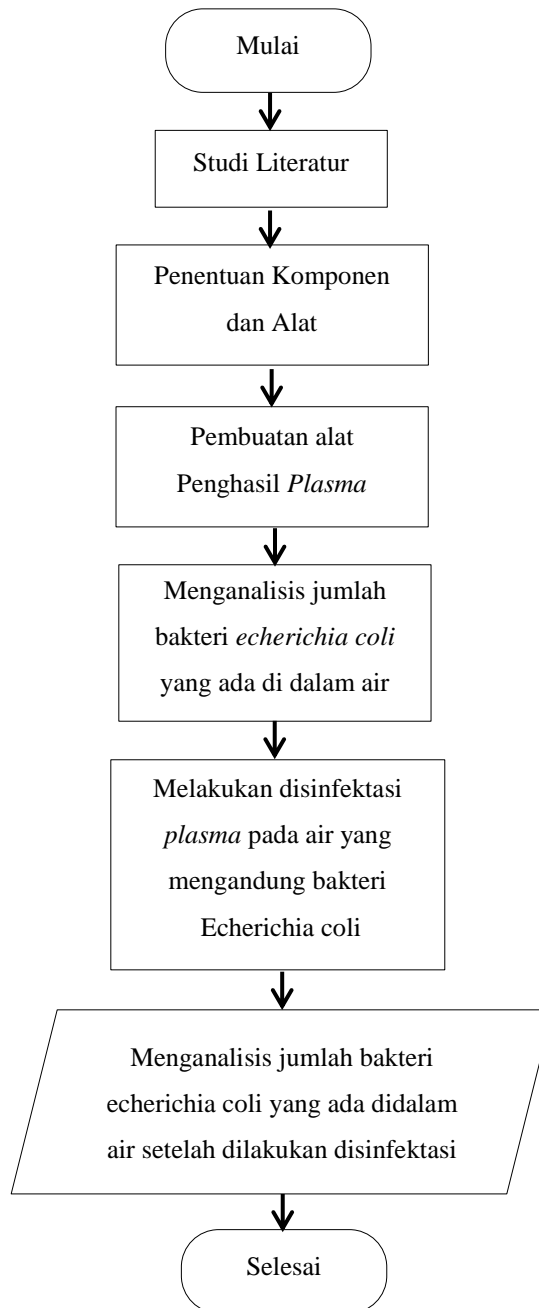 Mulai
Studi Literatur
Penentuan Komponen
dan Alat
Pembuatan alat
Penghasil Plasma
Menganalisis jumlah
bakteri echerichia coli
yang ada di dalam air
Melakukan disinfektasi
plasma pada air yang
mengandung bakteri
Echerichia coli
Menganalisis jumlah bakteri
echerichia coli yang ada didalam
air setelah dilakukan disinfektasi
Selesai